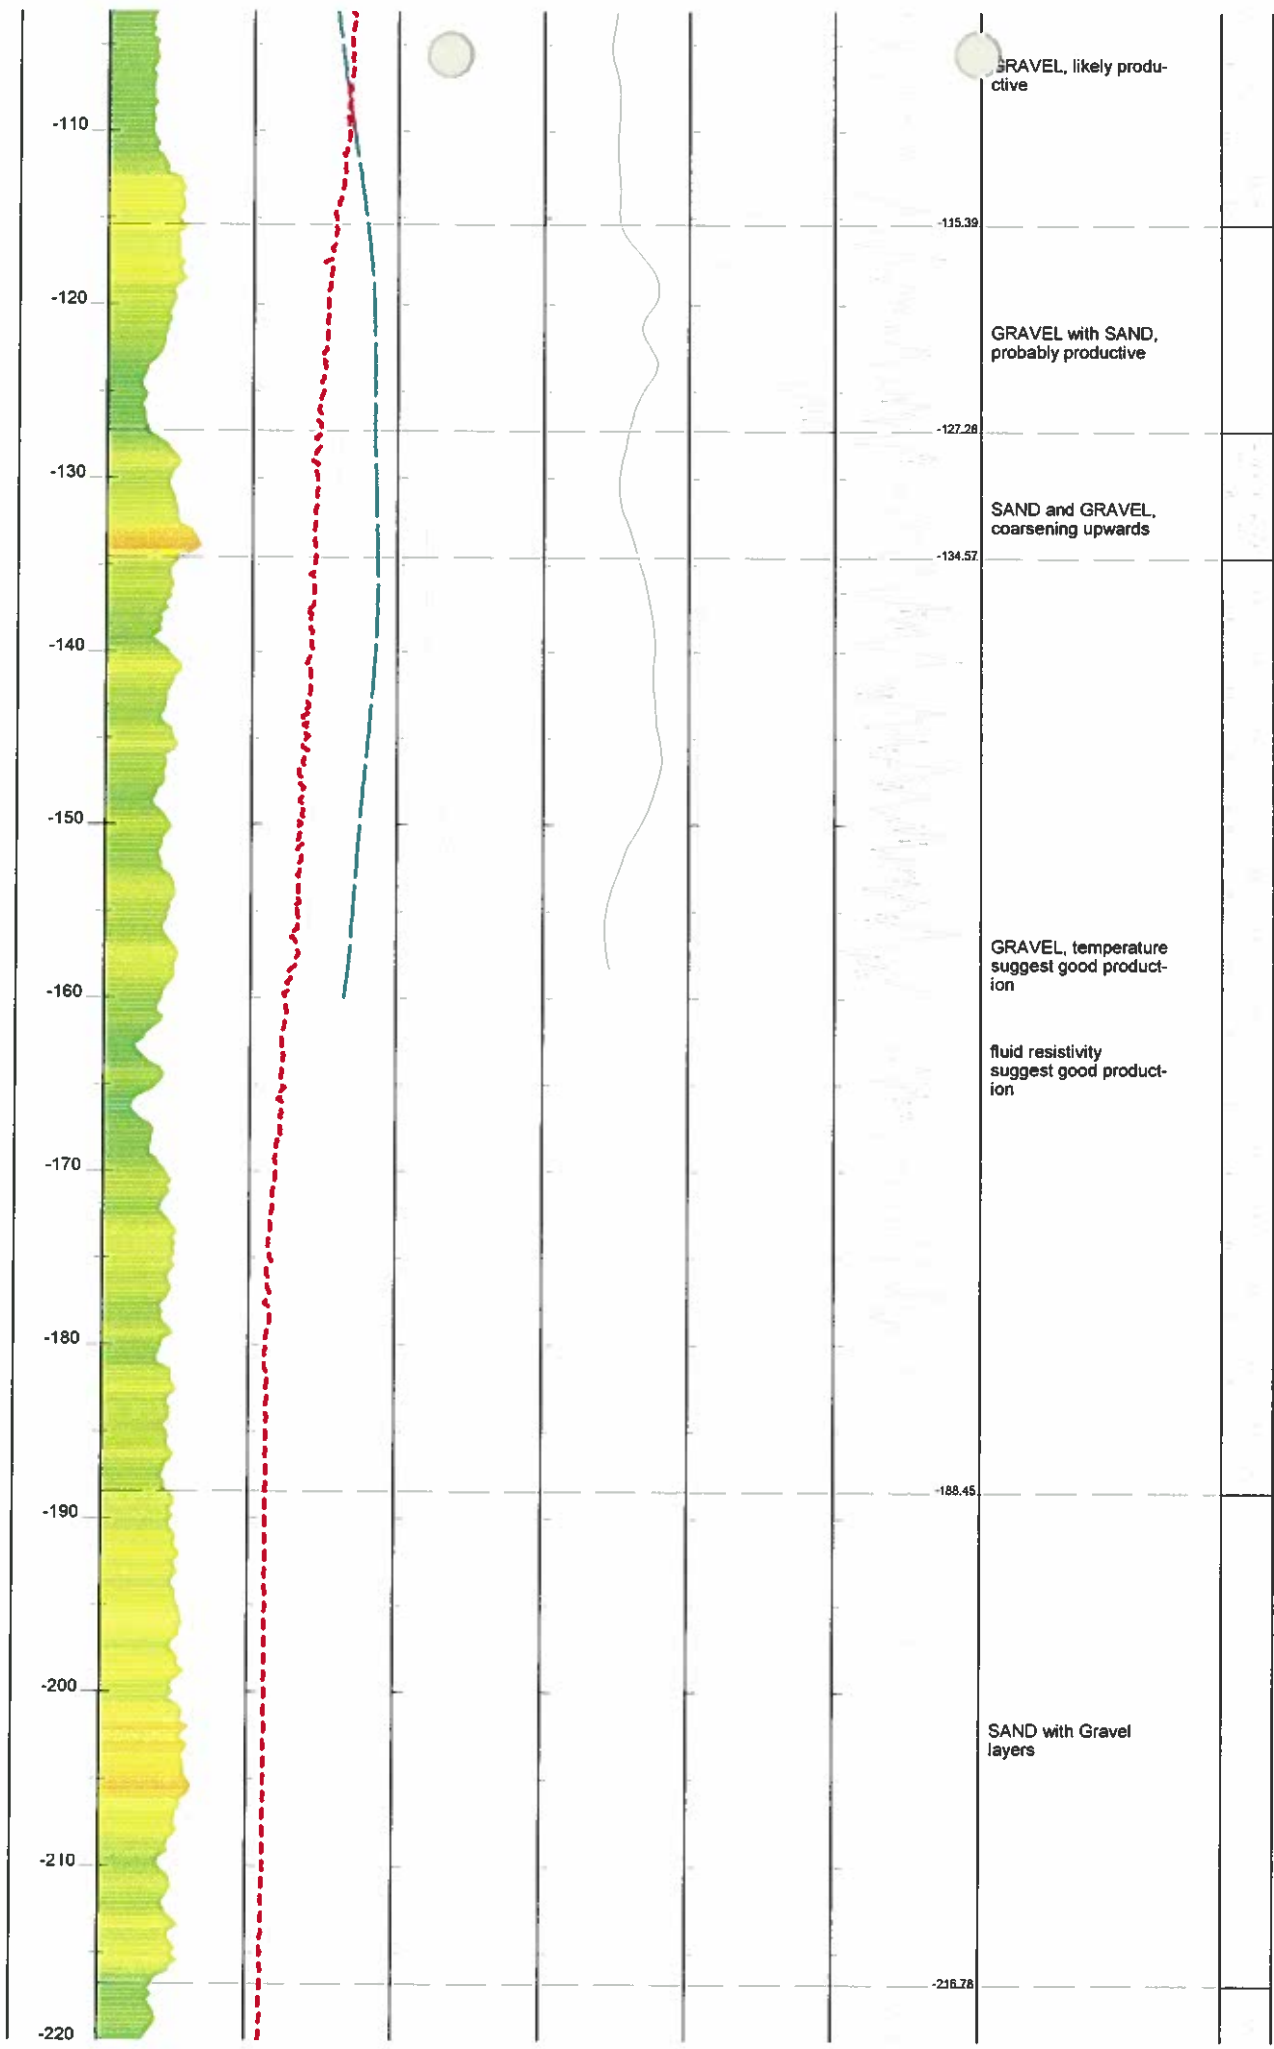 GRAVEL, likely produ-
ctive
-110
-115.39
-120
GRAVEL with SAND,
probably productive
-127.26
-130
SAND and GRAVEL,
coarsening upwards
-134.57
-140
-150
GRAVEL, temperature
suggest good product-
ion
-160
fluid resistivity
suggest good product-
ion
-170
-180
-188.45
-190
-200
SAND with Gravel
layers
-210
-216.78
-220